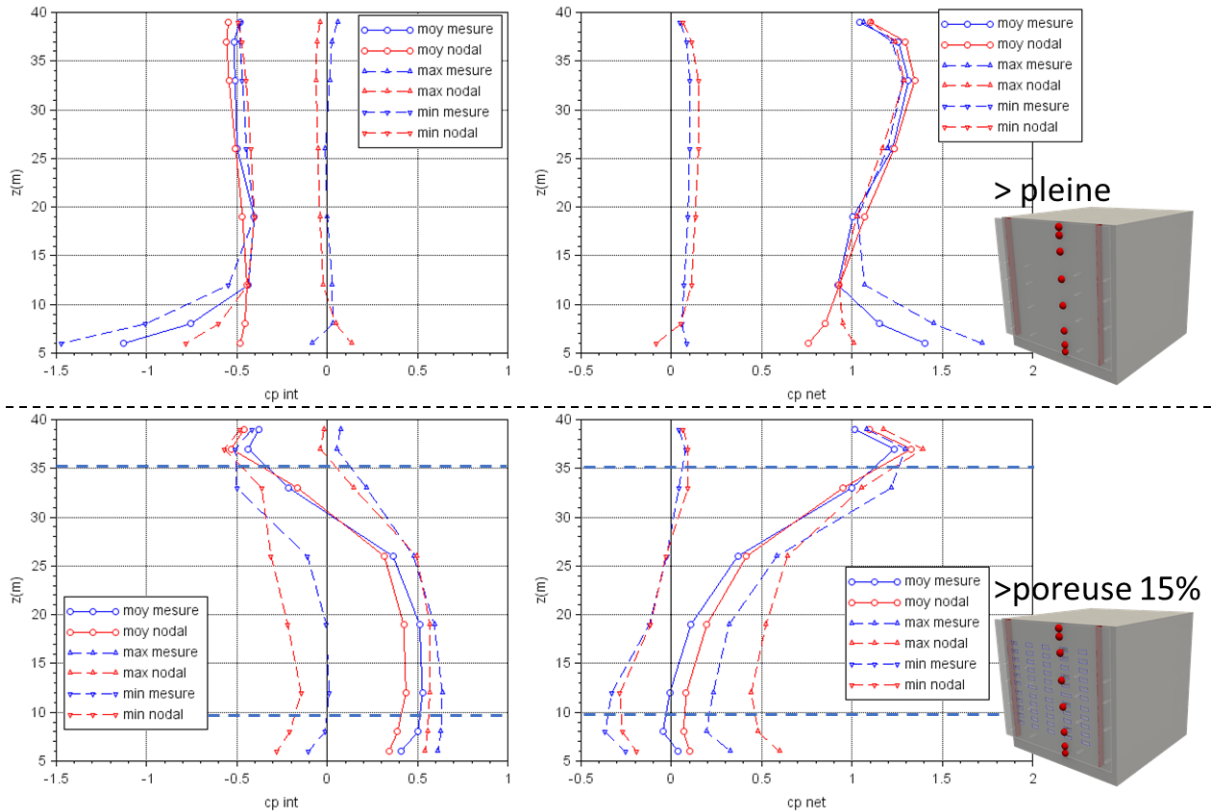 40
35
30
25
20
15
10
5
z(m)
-1.5
-1
-0.5
0
0.5
1
cp int
moy mesure
moy nodal
max mesure
max nodal
min mesure
min nodal
40
35
30
25
20
15
10
5
z(m)
-0.5
0
0.5
1
1.5
2
cp net
moy mesure
moy nodal
max mesure
max nodal
min mesure
min nodal
> pleine
40
35
30
25
20
15
10
5
z(m)
-1.5
-1
-0.5
0
0.5
1
cp int
moy mesure
moy nodal
max mesure
max nodal
min mesure
min nodal
40
35
30
25
20
15
10
5
z(m)
-0.5
0
0.5
1
1.5
2
cp net
moy mesure
moy nodal
max mesure
max nodal
min mesure
min nodal
>poreuse 15%